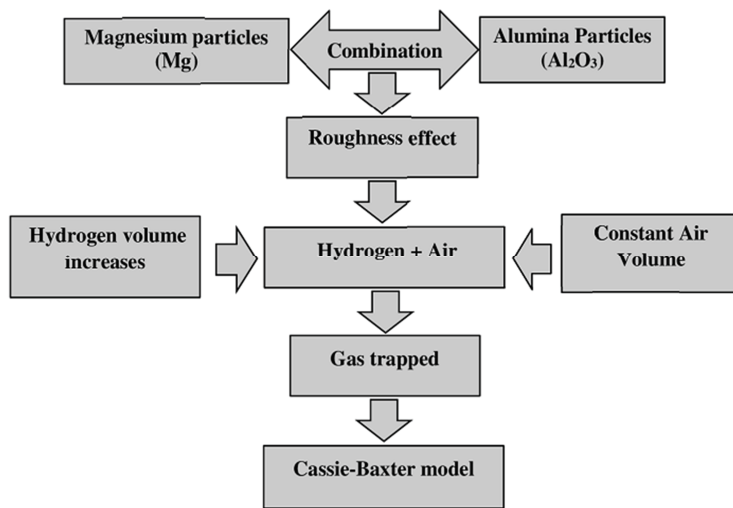 Magnesium particles
(Mg)
Combination
Alumina Particles
(Al₂O₃)
Roughness effect
Hydrogen volume
increases
Hydrogen + Air
Constant Air
Volume
Gas trapped
Cassie-Baxter model